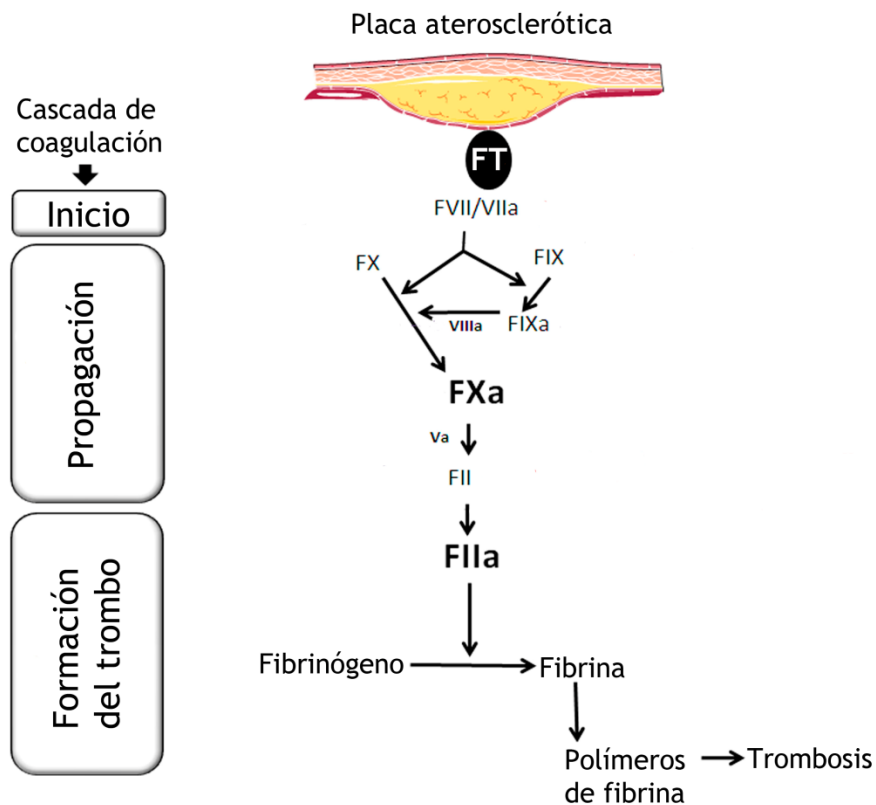 Placa aterosclerótica
Cascada de
coagulación
FT
Inicio
FVII/VIIa
FX
FIX
VIIIa
FIXa
Propagación
FXa
Va
FII
FIIa
Formación
del trombo
Fibrinógeno
Fibrina
Polímeros
de fibrina
Trombosis